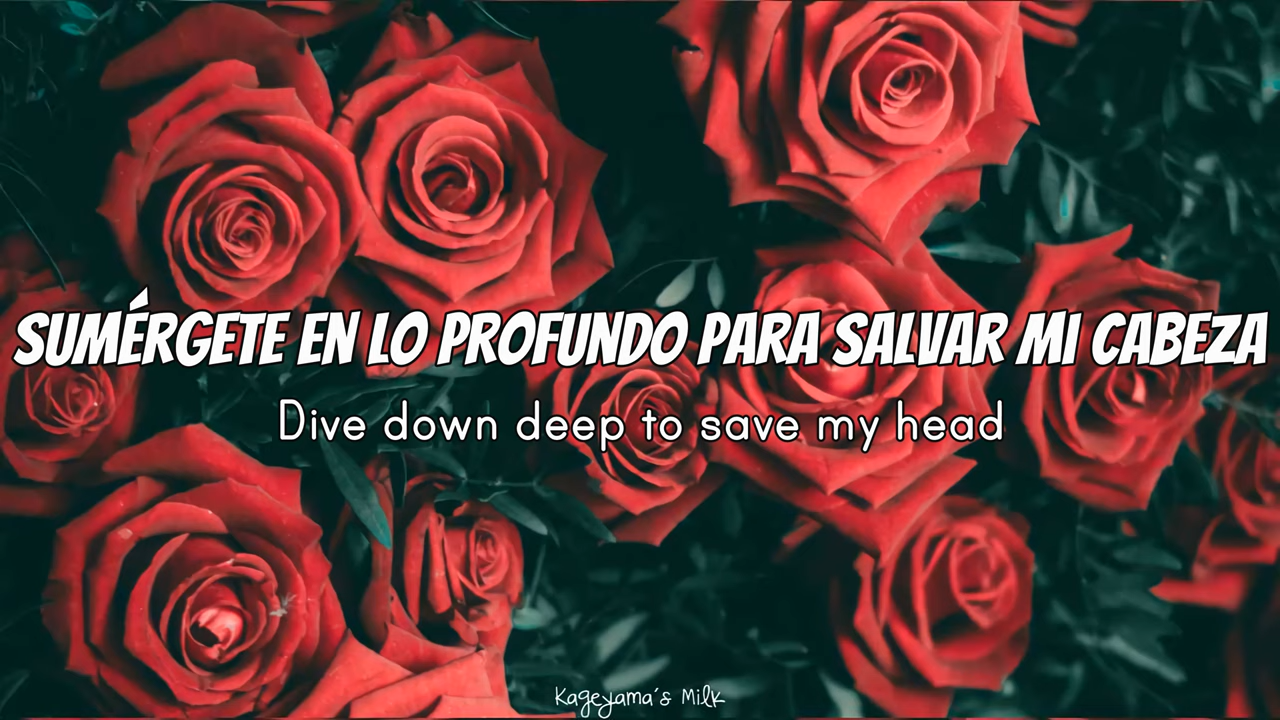 SUMÉRGETE EN LO PROFUNDO PARA SALVAR MI CABEZA
Dive down deep to save my head
Kageyama's Milk